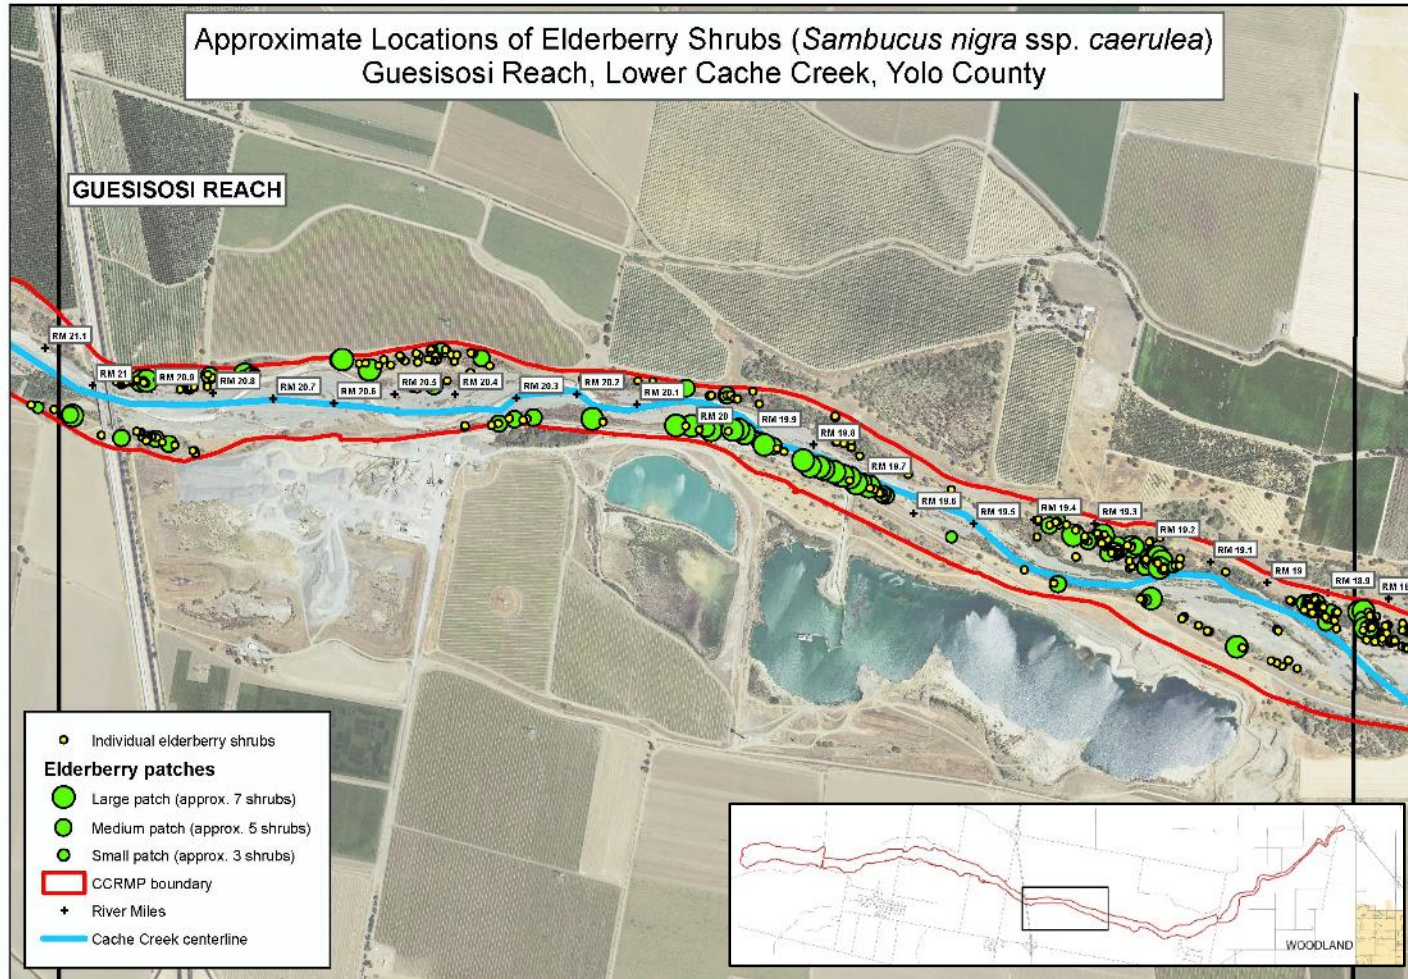 Approximate Locations of Elderberry Shrubs (Sambucus nigra ssp. caerulea)
Guesisosi Reach, Lower Cache Creek, Yolo County
GUESISOSI REACH
RM 21.1
RM 21
RM 20.9
RM 20.8
RM 20.7
RM 20.6
RM 20.5
RM 20.4
RM 20.3
RM 20.2
RM 20.1
RM 20
RM 19.9
RM 19.8
RM 19.7
RM 19.6
RM 19.5
RM 19.4
RM 19.3
RM 19.2
RM 19.1
RM 19
RM 18.9
Individual elderberry shrubs
Elderberry patches
Large patch (approx. 7 shrubs)
Medium patch (approx. 5 shrubs)
Small patch (approx. 3 shrubs)
CCRMP boundary
River Miles
Cache Creek centerline
WOODLAND